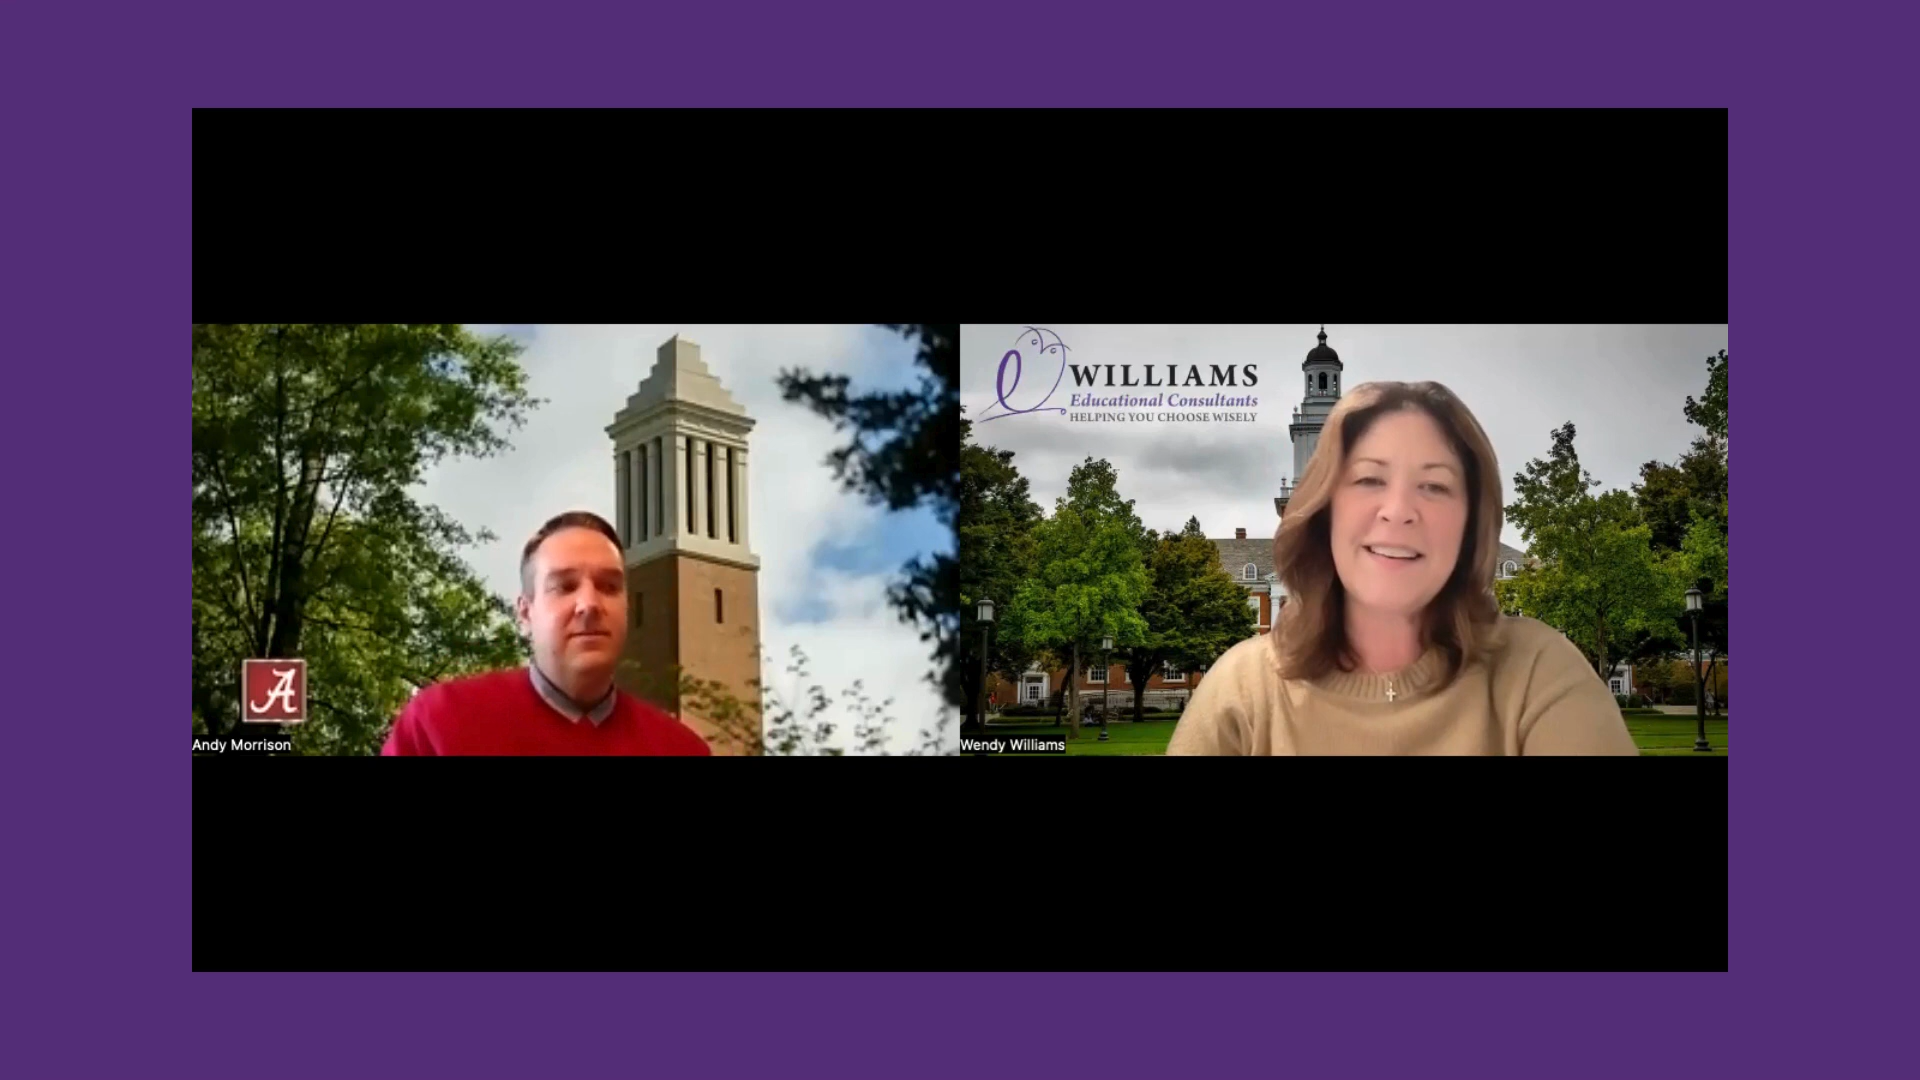 WILLIAMS
Educational Consultants
HELPING YOU CHOOSE WISELY
A
Andy Morrison
Wendy Williams